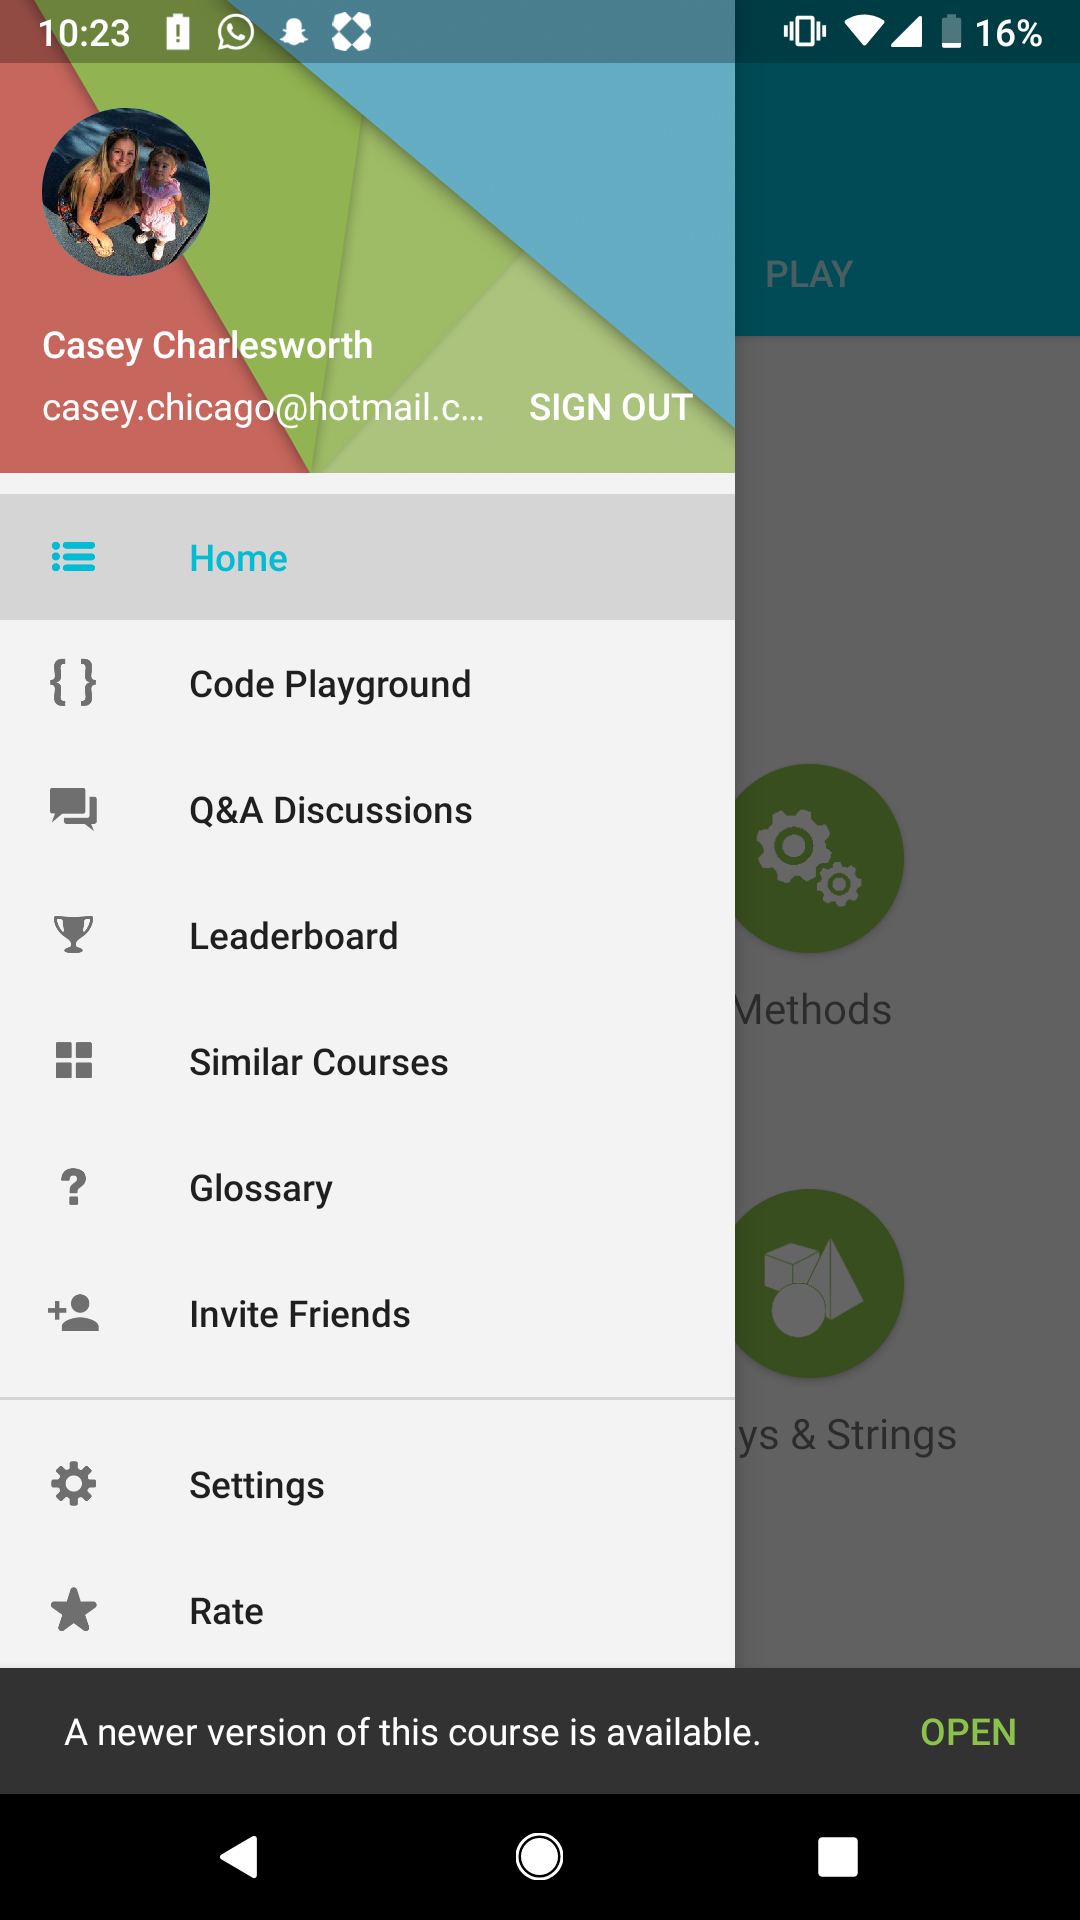 10:23
16%
PLAY
Casey Charlesworth
casey.chicago@hotmail.c...
SIGN OUT
Home
Code Playground
Q&A Discussions
Leaderboard
Similar Courses
Glossary
Invite Friends
Settings
Rate
Methods
ys & Strings
A newer version of this course is available.
OPEN